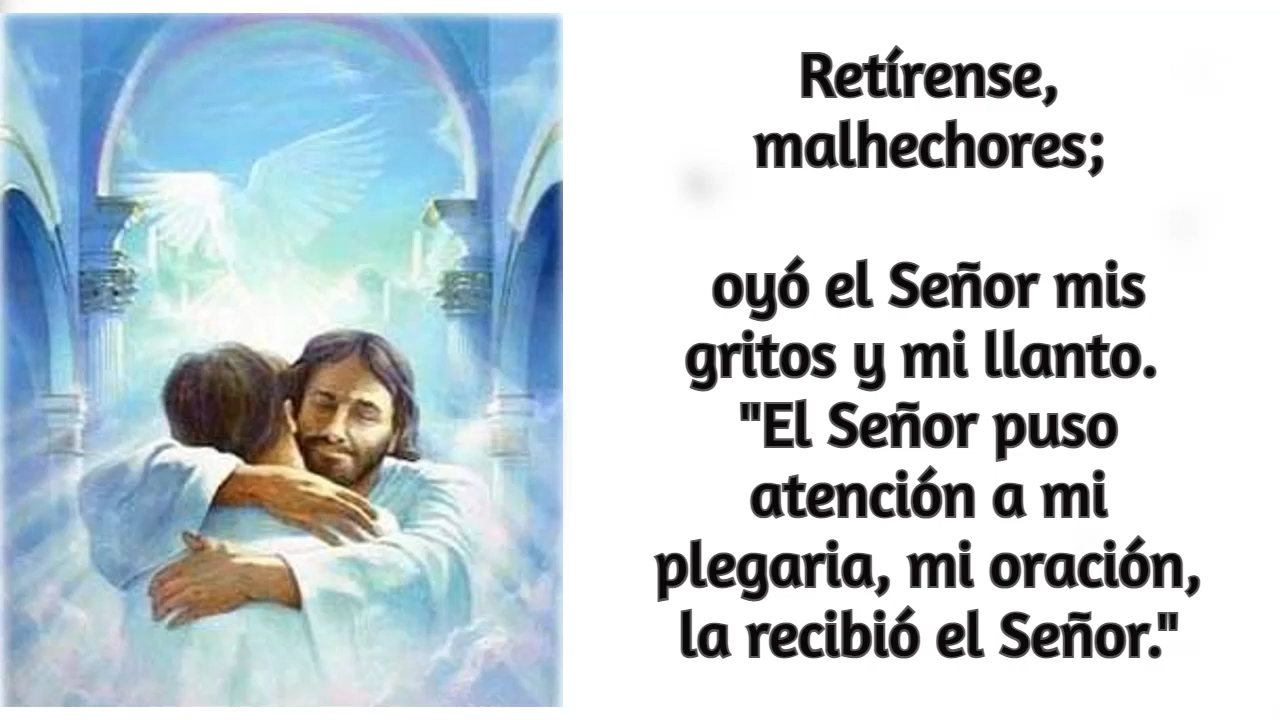 Retírense,
malhechores;
oyó el Señor mis
gritos y mi llanto.
"El Señor puso
atención a mi
plegaria, mi oración,
la recibió el Señor."